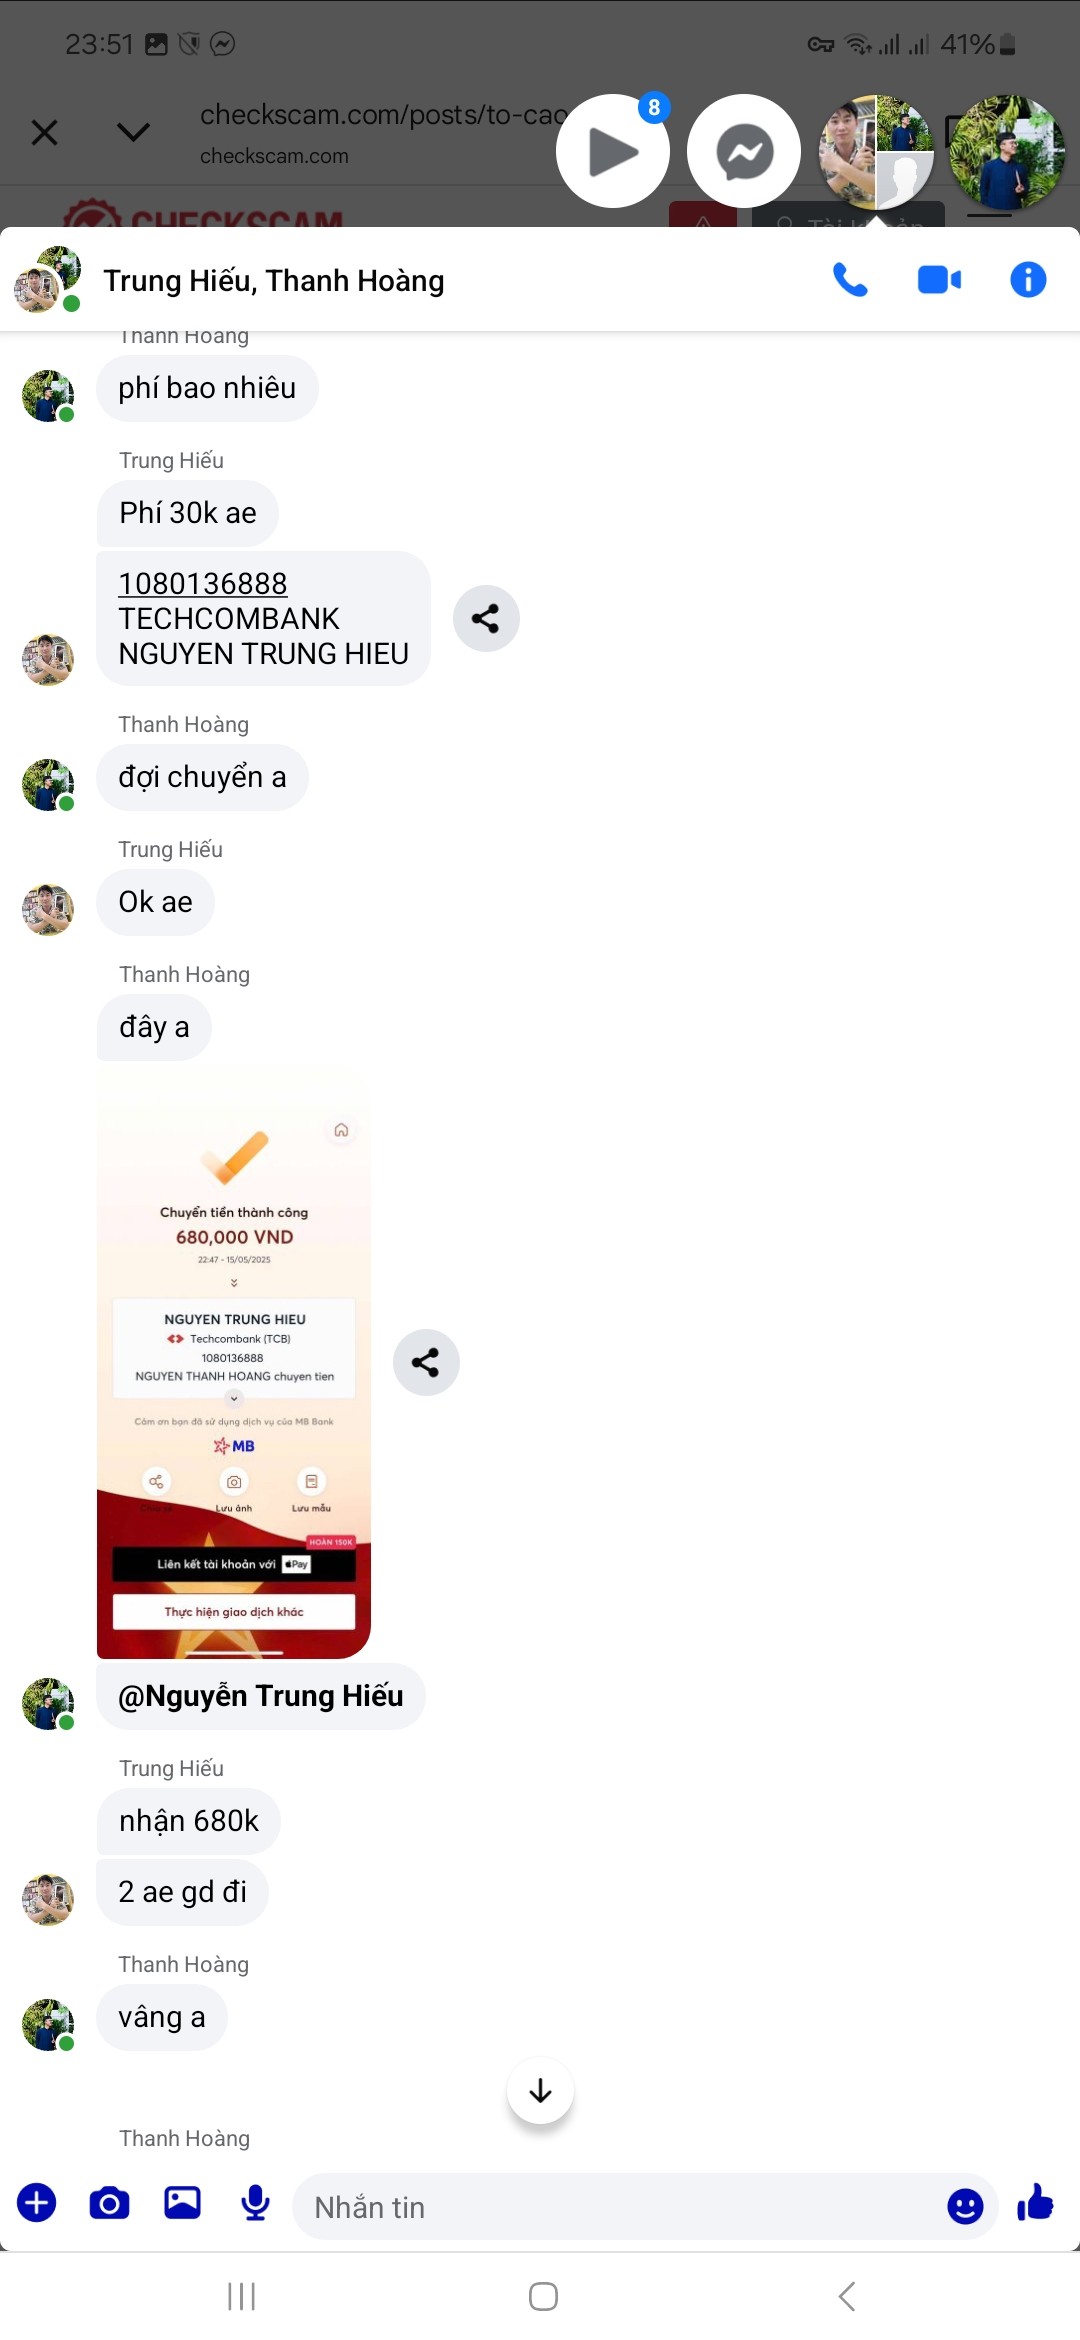 23:51
41%
checkscam.com/posts/to-cao
checkscam.com
8
CHECKSCAM
Tài khoản
Trung Hiếu, Thanh Hoàng
Thanh Hoàng
phí bao nhiêu
Trung Hiếu
Phí 30k ae
1080136888
TECHCOMBANK
NGUYEN TRUNG HIEU
Thanh Hoàng
đợi chuyển a
Trung Hiếu
Ok ae
Thanh Hoàng
đây a
Chuyển tiền thành công
680,000 VND
22:47 - 15/05/2025
NGUYEN TRUNG HIEU
Techcombank (TCB)
1080136888
NGUYEN THANH HOANG chuyen tien
Cảm ơn bạn đã sử dụng dịch vụ của MB Bank
MB
Lưu ảnh
Lưu mẫu
HOÀN 150K
Liên kết tài khoản với Pay
Thực hiện giao dịch khác
@Nguyễn Trung Hiếu
Trung Hiếu
nhận 680k
2 ae gd đi
Thanh Hoàng
vâng a
Thanh Hoàng
Nhắn tin